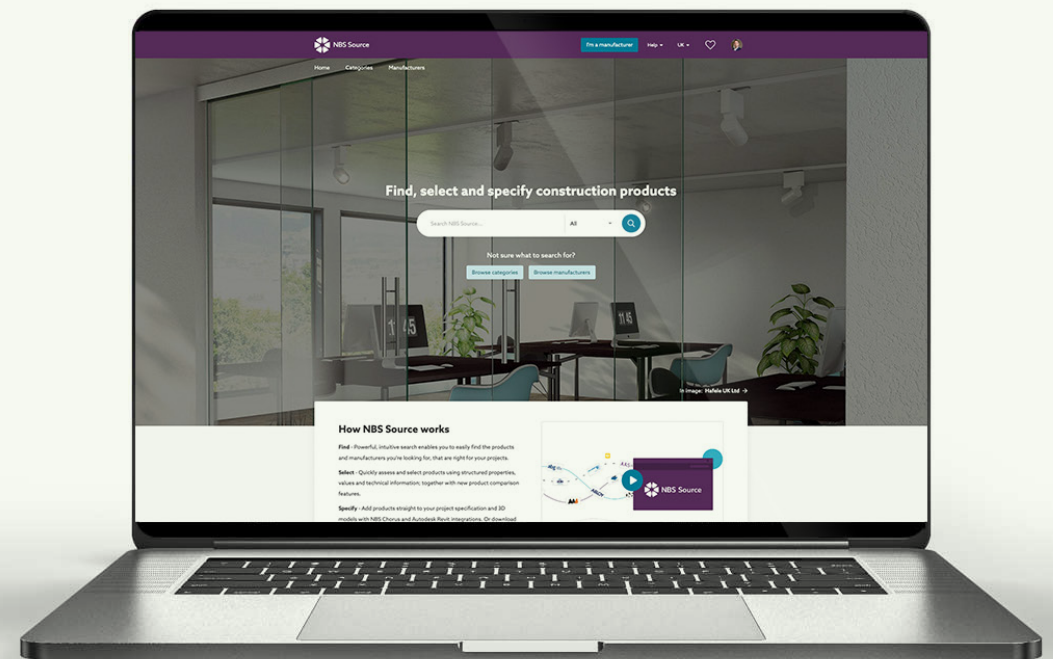 NBS Source
I'm a manufacturer Help UK
Home Categories Manufacturers
Find, select and specify construction products
Search NBS Source... All
Not sure what to search for?
Browse categories Browse manufacturers
11 45
11 45
In image: Häfele UK Ltd →
How NBS Source works
Find - Powerful, intuitive search enables you to easily find the products
and manufacturers you're looking for, that are right for your projects.
Select - Quickly assess and select products using structured properties,
values and technical information; together with new product comparison
features.
Specify - Add products straight to your project specification and 3D
models with NBS Chorus and Autodesk Revit integrations. Or download
NBS Source